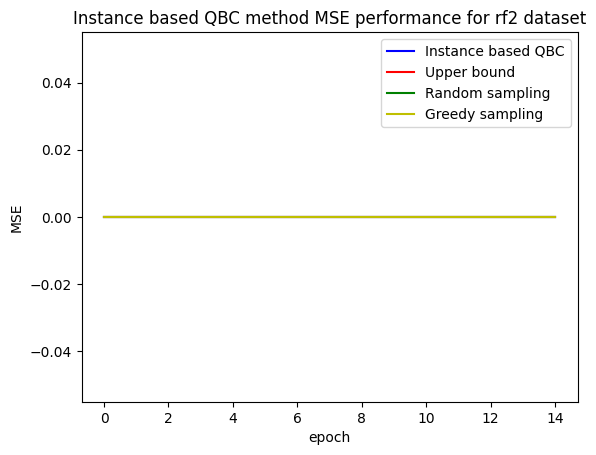 Instance based QBC method MSE performance for rf2 dataset
Instance based QBC
Upper bound
Random sampling
Greedy sampling
0.04
0.02
0.00
−0.02
−0.04
MSE
0 2 4 6 8 10 12 14
epoch